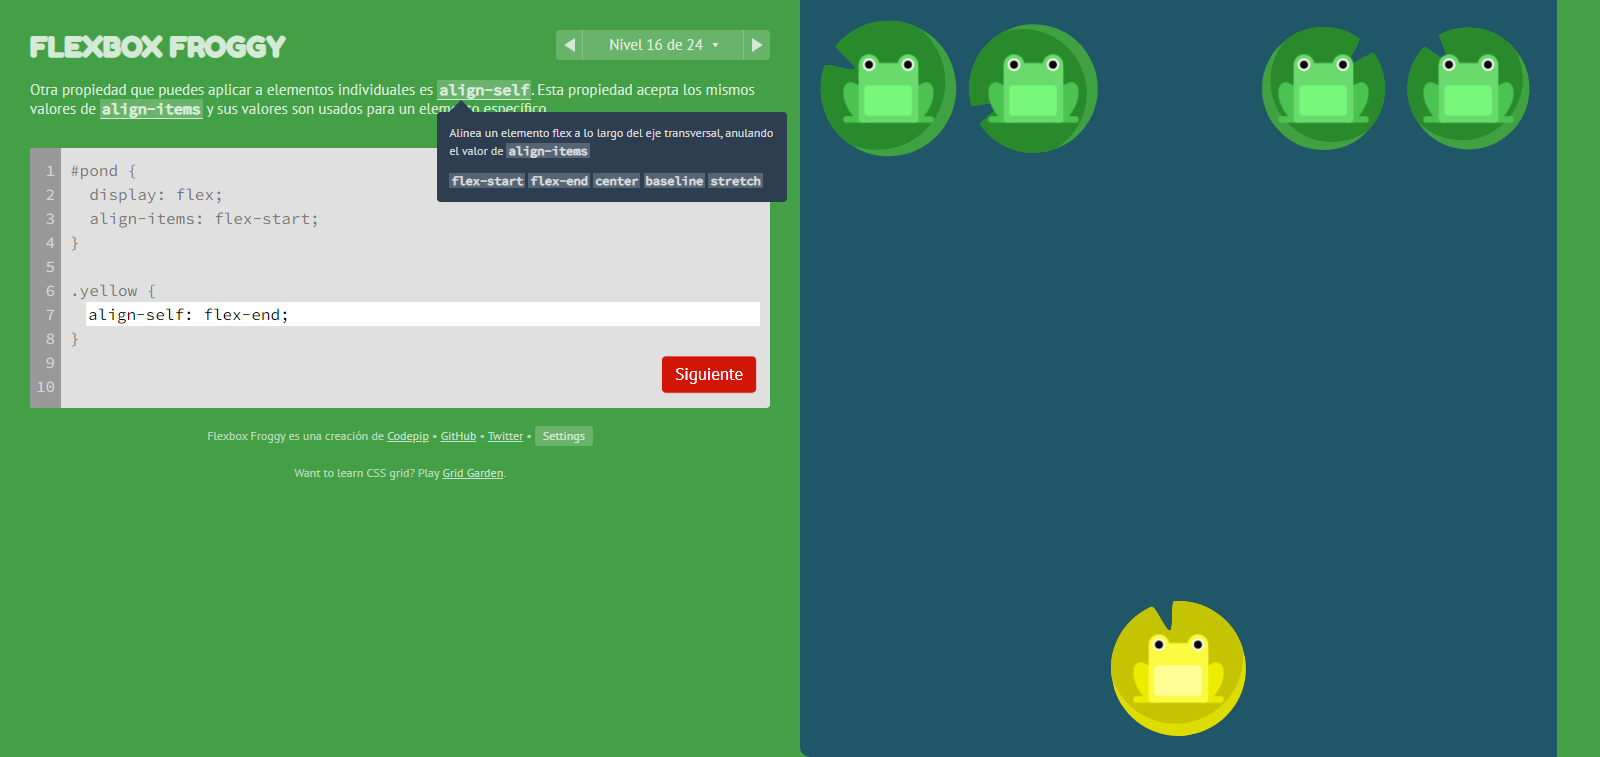 FLEXBOX FROGGY
Nivel 16 de 24
Otra propiedad que puedes aplicar a elementos individuales es align-self. Esta propiedad acepta los mismos
valores de align-items y sus valores son usados para un elemento específico.
Alinea un elemento flex a lo largo del eje transversal, anulando
el valor de align-items
flex-start flex-end center baseline stretch
1 #pond {
2 display: flex;
3 align-items: flex-start;
4 }
5
6 .yellow {
7 align-self: flex-end;
8 }
9
10
Siguiente
Flexbox Froggy es una creación de Codepip • GitHub • Twitter • Settings
Want to learn CSS grid? Play Grid Garden.